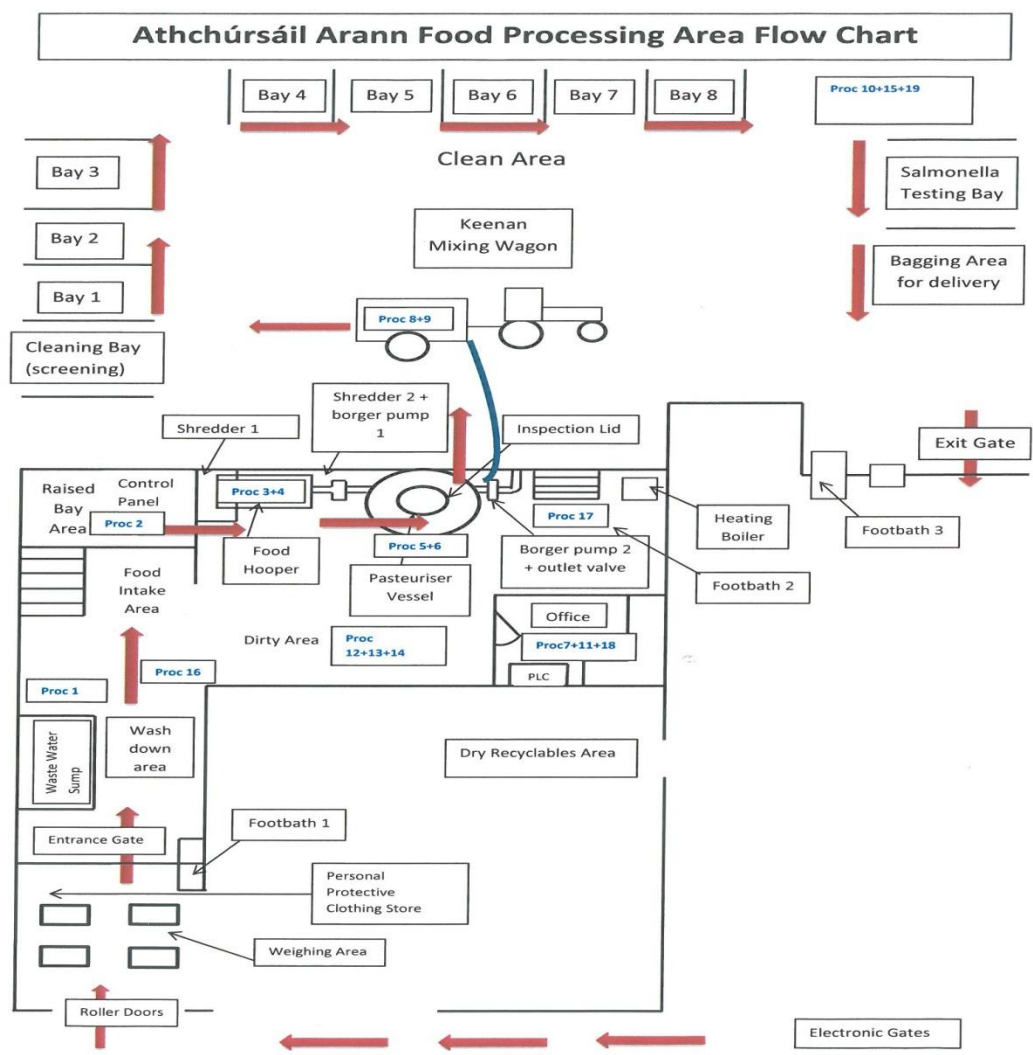 Athchúrsáil Arann Food Processing Area Flow Chart
Bay 4
Bay 5
Bay 6
Bay 7
Bay 8
Proc 10+15+19
Clean Area
Bay 3
Salmonella
Testing Bay
Bay 2
Keenan
Mixing Wagon
Bagging Area
for delivery
Bay 1
Proc 8+9
Cleaning Bay
(screening)
Shredder 1
Shredder 2 +
borger pump
1
Inspection Lid
Exit Gate
Raised
Bay
Area
Control
Panel
Proc 2
Proc 3+4
Proc 17
Food
Hooper
Proc 5+6
Pasteuriser
Vessel
Borger pump 2
+ outlet valve
Heating
Boiler
Footbath 3
Footbath 2
Food
Intake
Area
Dirty Area
Proc
12+13+14
Office
Proc7+11+18
PLC
Proc 16
Proc 1
Waste Water
Sump
Wash
down
area
Dry Recyclables Area
Footbath 1
Entrance Gate
Personal
Protective
Clothing Store
Weighing Area
Roller Doors
Electronic Gates